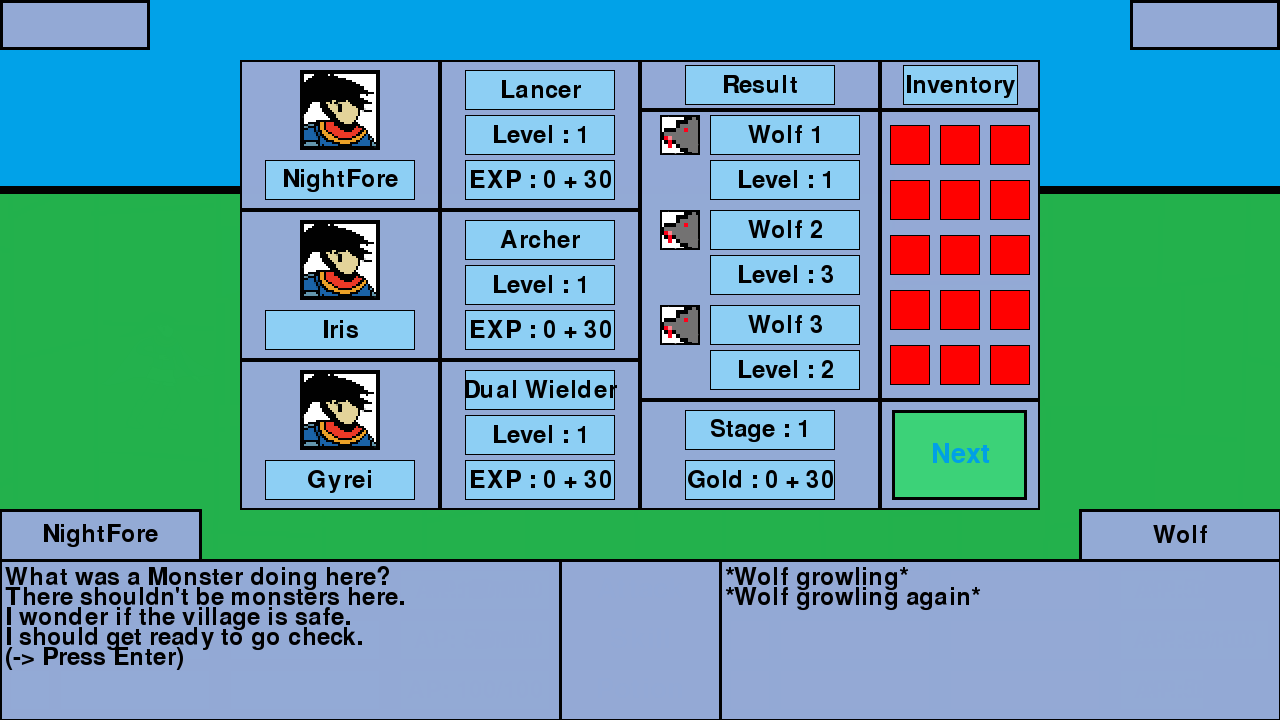 NightFore
Lancer
Level : 1
EXP : 0 + 30
Iris
Archer
Level : 1
EXP : 0 + 30
Gyrei
Dual Wielder
Level : 1
EXP : 0 + 30
Result
Wolf 1
Level : 1
Wolf 2
Level : 3
Wolf 3
Level : 2
Stage : 1
Gold : 0 + 30
Inventory
Next
NightFore
What was a Monster doing here?
There shouldn't be monsters here.
I wonder if the village is safe.
I should get ready to go check.
(-> Press Enter)
Wolf
*Wolf growling*
*Wolf growling again*